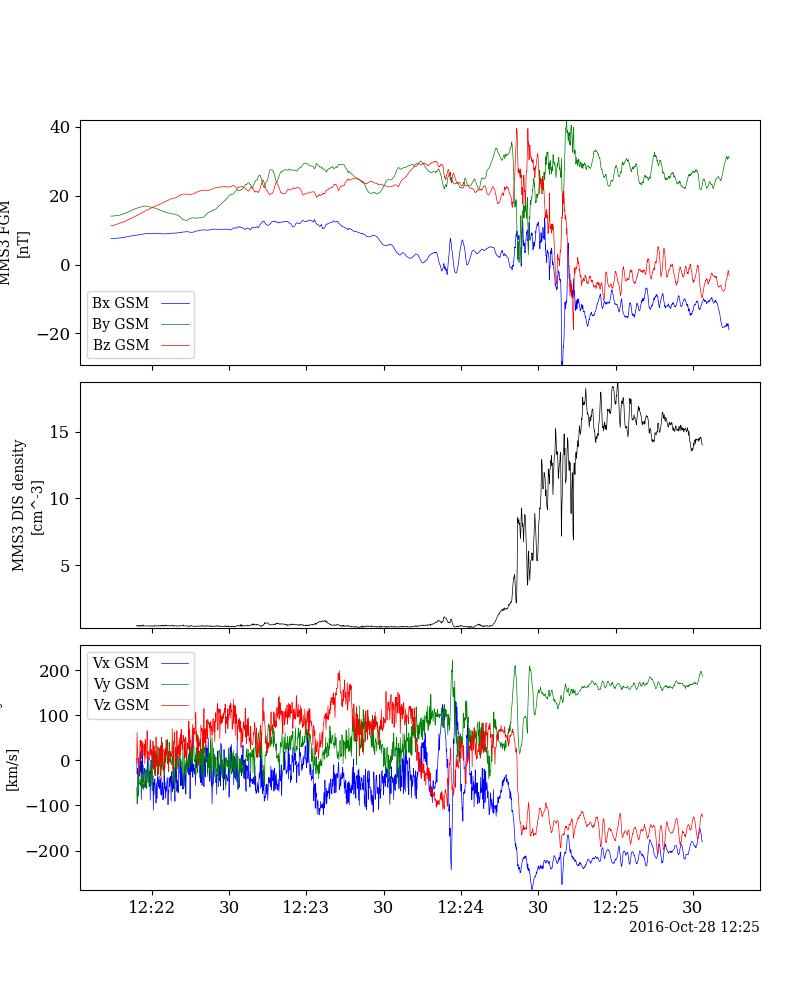 40
20
0
−20
MMS3 FGM
[nT]
Bx GSM
By GSM
Bz GSM
15
10
5
MMS3 DIS density
[cm^-3]
200
100
0
−100
−200
[km/s]
Vx GSM
Vy GSM
Vz GSM
12:22 30 12:23 30 12:24 30 12:25 30
2016-Oct-28 12:25